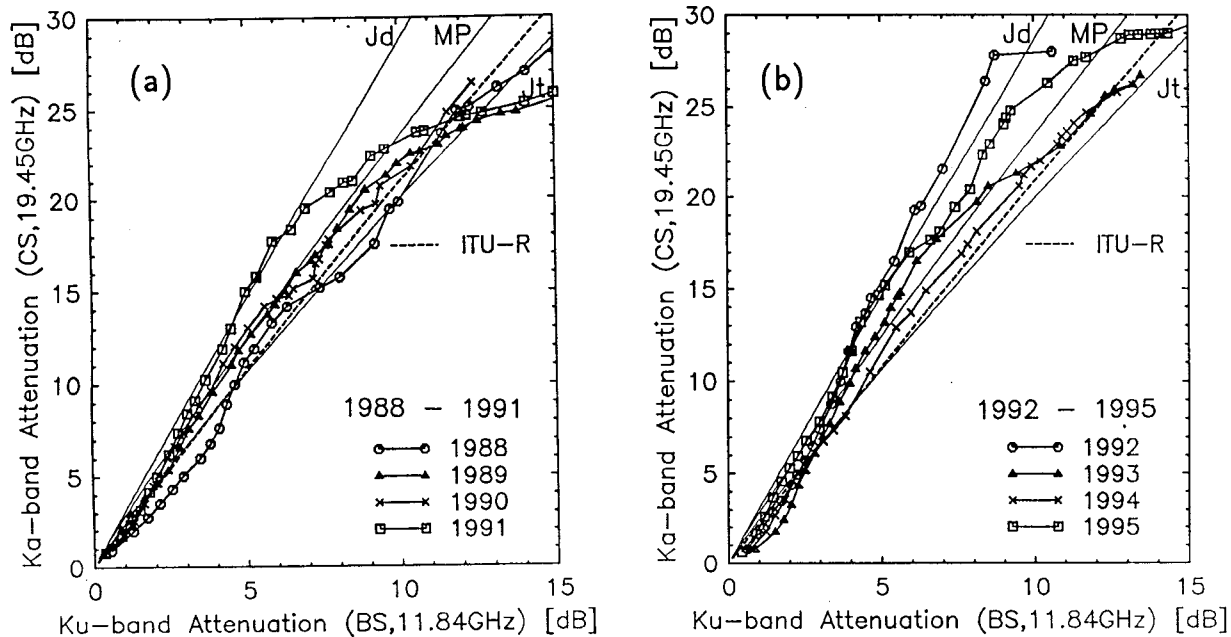 (a)
Jd
MP
Jt
ITU-R
1988 - 1991
1988
1989
1990
1991
30
25
20
15
10
5
0
0 5 10 15
Ka-band Attenuation (CS,19.45GHz) [dB]
Ku-band Attenuation (BS,11.84GHz) [dB]
(b)
Jd
MP
Jt
ITU-R
1992 - 1995
1992
1993
1994
1995
30
25
20
15
10
5
0
0 5 10 15
Ka-band Attenuation (CS,19.45GHz) [dB]
Ku-band Attenuation (BS,11.84GHz) [dB]